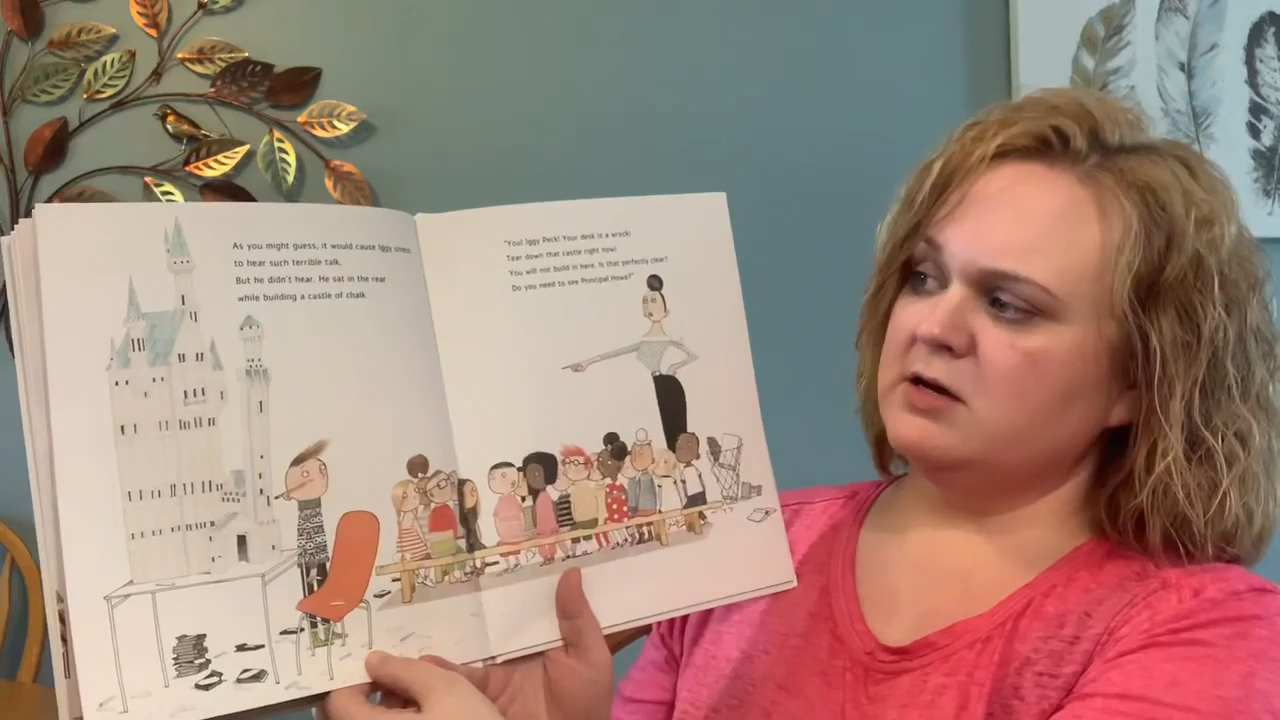 As you might guess, it would cause Iggy stress
to hear such terrible talk.
But he didn't hear. He sat in the rear
while building a castle of chalk.
"You! Iggy Peck! Your desk is a wreck!
Tear down that castle right now!
You will not build in here. Is that perfectly clear?
Do you need to see Principal Howe?"